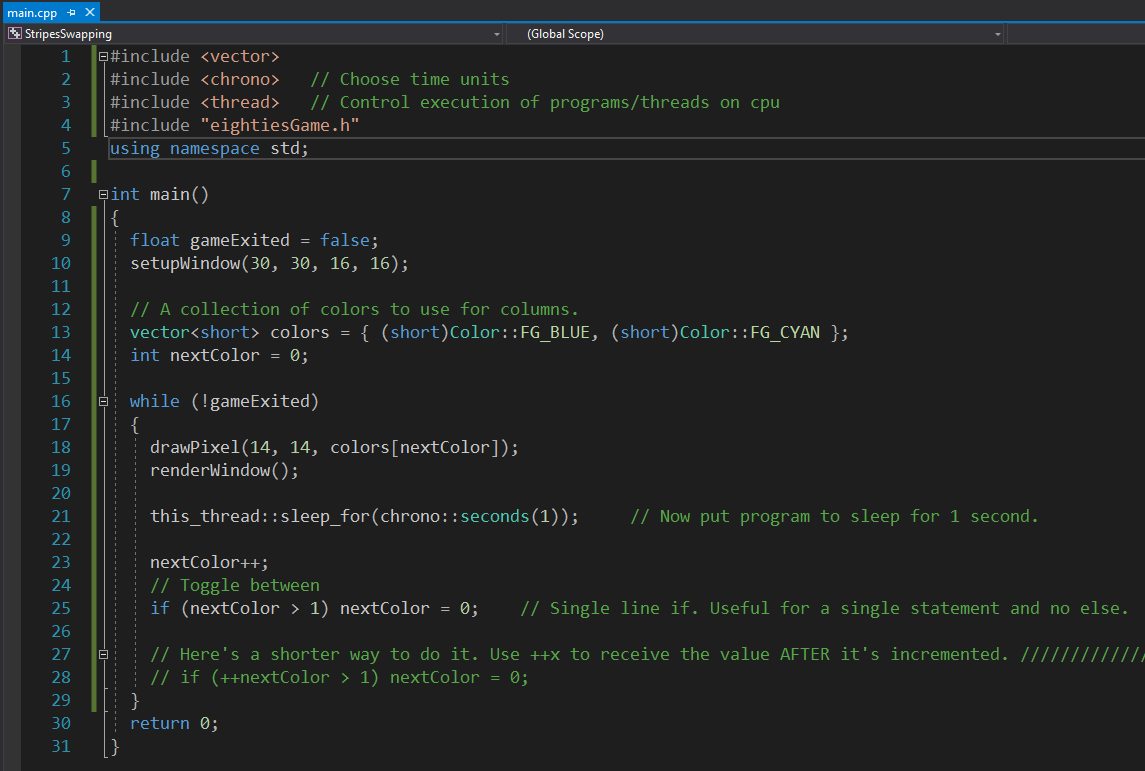 main.cpp
StripesSwapping (Global Scope)
1 #include <vector>
2 #include <chrono> // Choose time units
3 #include <thread> // Control execution of programs/threads on cpu
4 #include "eightiesGame.h"
5 using namespace std;
6
7 int main()
8 {
9 float gameExited = false;
10 setupWindow(30, 30, 16, 16);
11
12 // A collection of colors to use for columns.
13 vector<short> colors = { (short)Color::FG_BLUE, (short)Color::FG_CYAN };
14 int nextColor = 0;
15
16 while (!gameExited)
17 {
18 drawPixel(14, 14, colors[nextColor]);
19 renderWindow();
20
21 this_thread::sleep_for(chrono::seconds(1)); // Now put program to sleep for 1 second.
22
23 nextColor++;
24 // Toggle between
25 if (nextColor > 1) nextColor = 0; // Single line if. Useful for a single statement and no else.
26
27 // Here's a shorter way to do it. Use ++x to receive the value AFTER it's incremented. /////////////
28 // if (++nextColor > 1) nextColor = 0;
29 }
30 return 0;
31 }